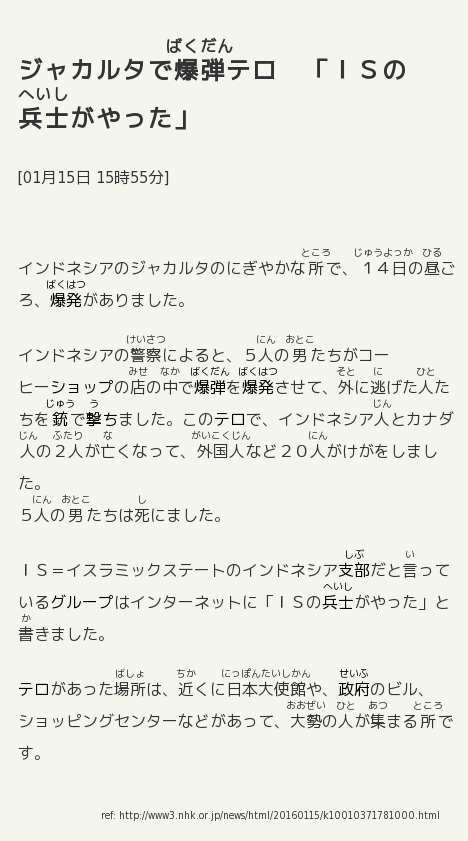 ばくだん
ジャカルタで爆弾テロ　「ＩＳの
へいし
兵士がやった」
[01月15日 15時55分]
ところ じゅうよっか ひる
インドネシアのジャカルタのにぎやかな所で、１４日の昼ご
ばくはつ
ろ、爆発がありました。
けいさつ にん おとこ
インドネシアの警察によると、５人の男たちがコー
みせ なか ばくだん ばくはつ そと に ひと
ヒーショップの店の中で爆弾を爆発させて、外に逃げた人た
じゅう う じん
ちを銃で撃ちました。このテロで、インドネシア人とカナダ
じん ふたり な がいこくじん にん
人の２人が亡くなって、外国人など２０人がけがをしまし
た。
にん おとこ し
５人の男たちは死にました。
しぶ い
ＩＳ＝イスラミックステートのインドネシア支部だと言って
へいし
いるグループはインターネットに「ＩＳの兵士がやった」と
か
書きました。
ばしょ ちか にっぽんたいしかん せいふ
テロがあった場所は、近くに日本大使館や、政府のビル、
おおぜい ひと あつ ところ
ショッピングセンターなどがあって、大勢の人が集まる所で
す。
ref: http://www3.nhk.or.jp/news/html/20160115/k10010371781000.html